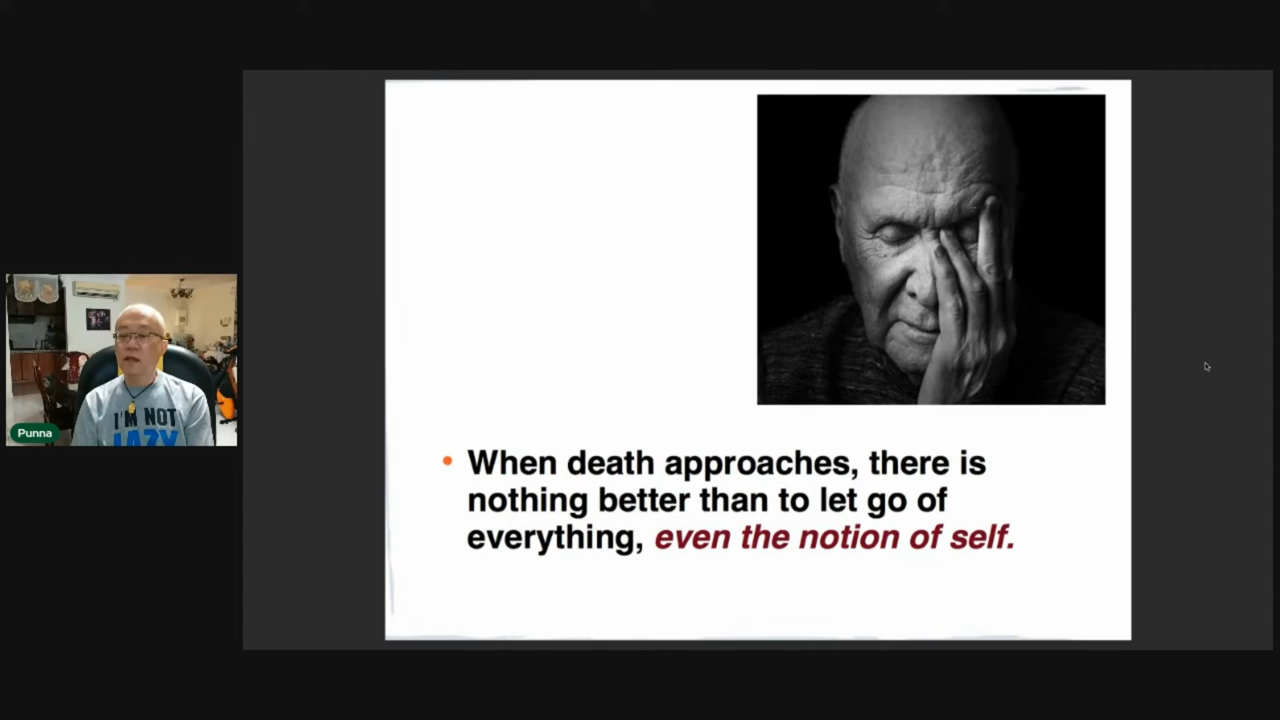 I'M NOT
LAZY
Punna
When death approaches, there is
nothing better than to let go of
everything, even the notion of self.